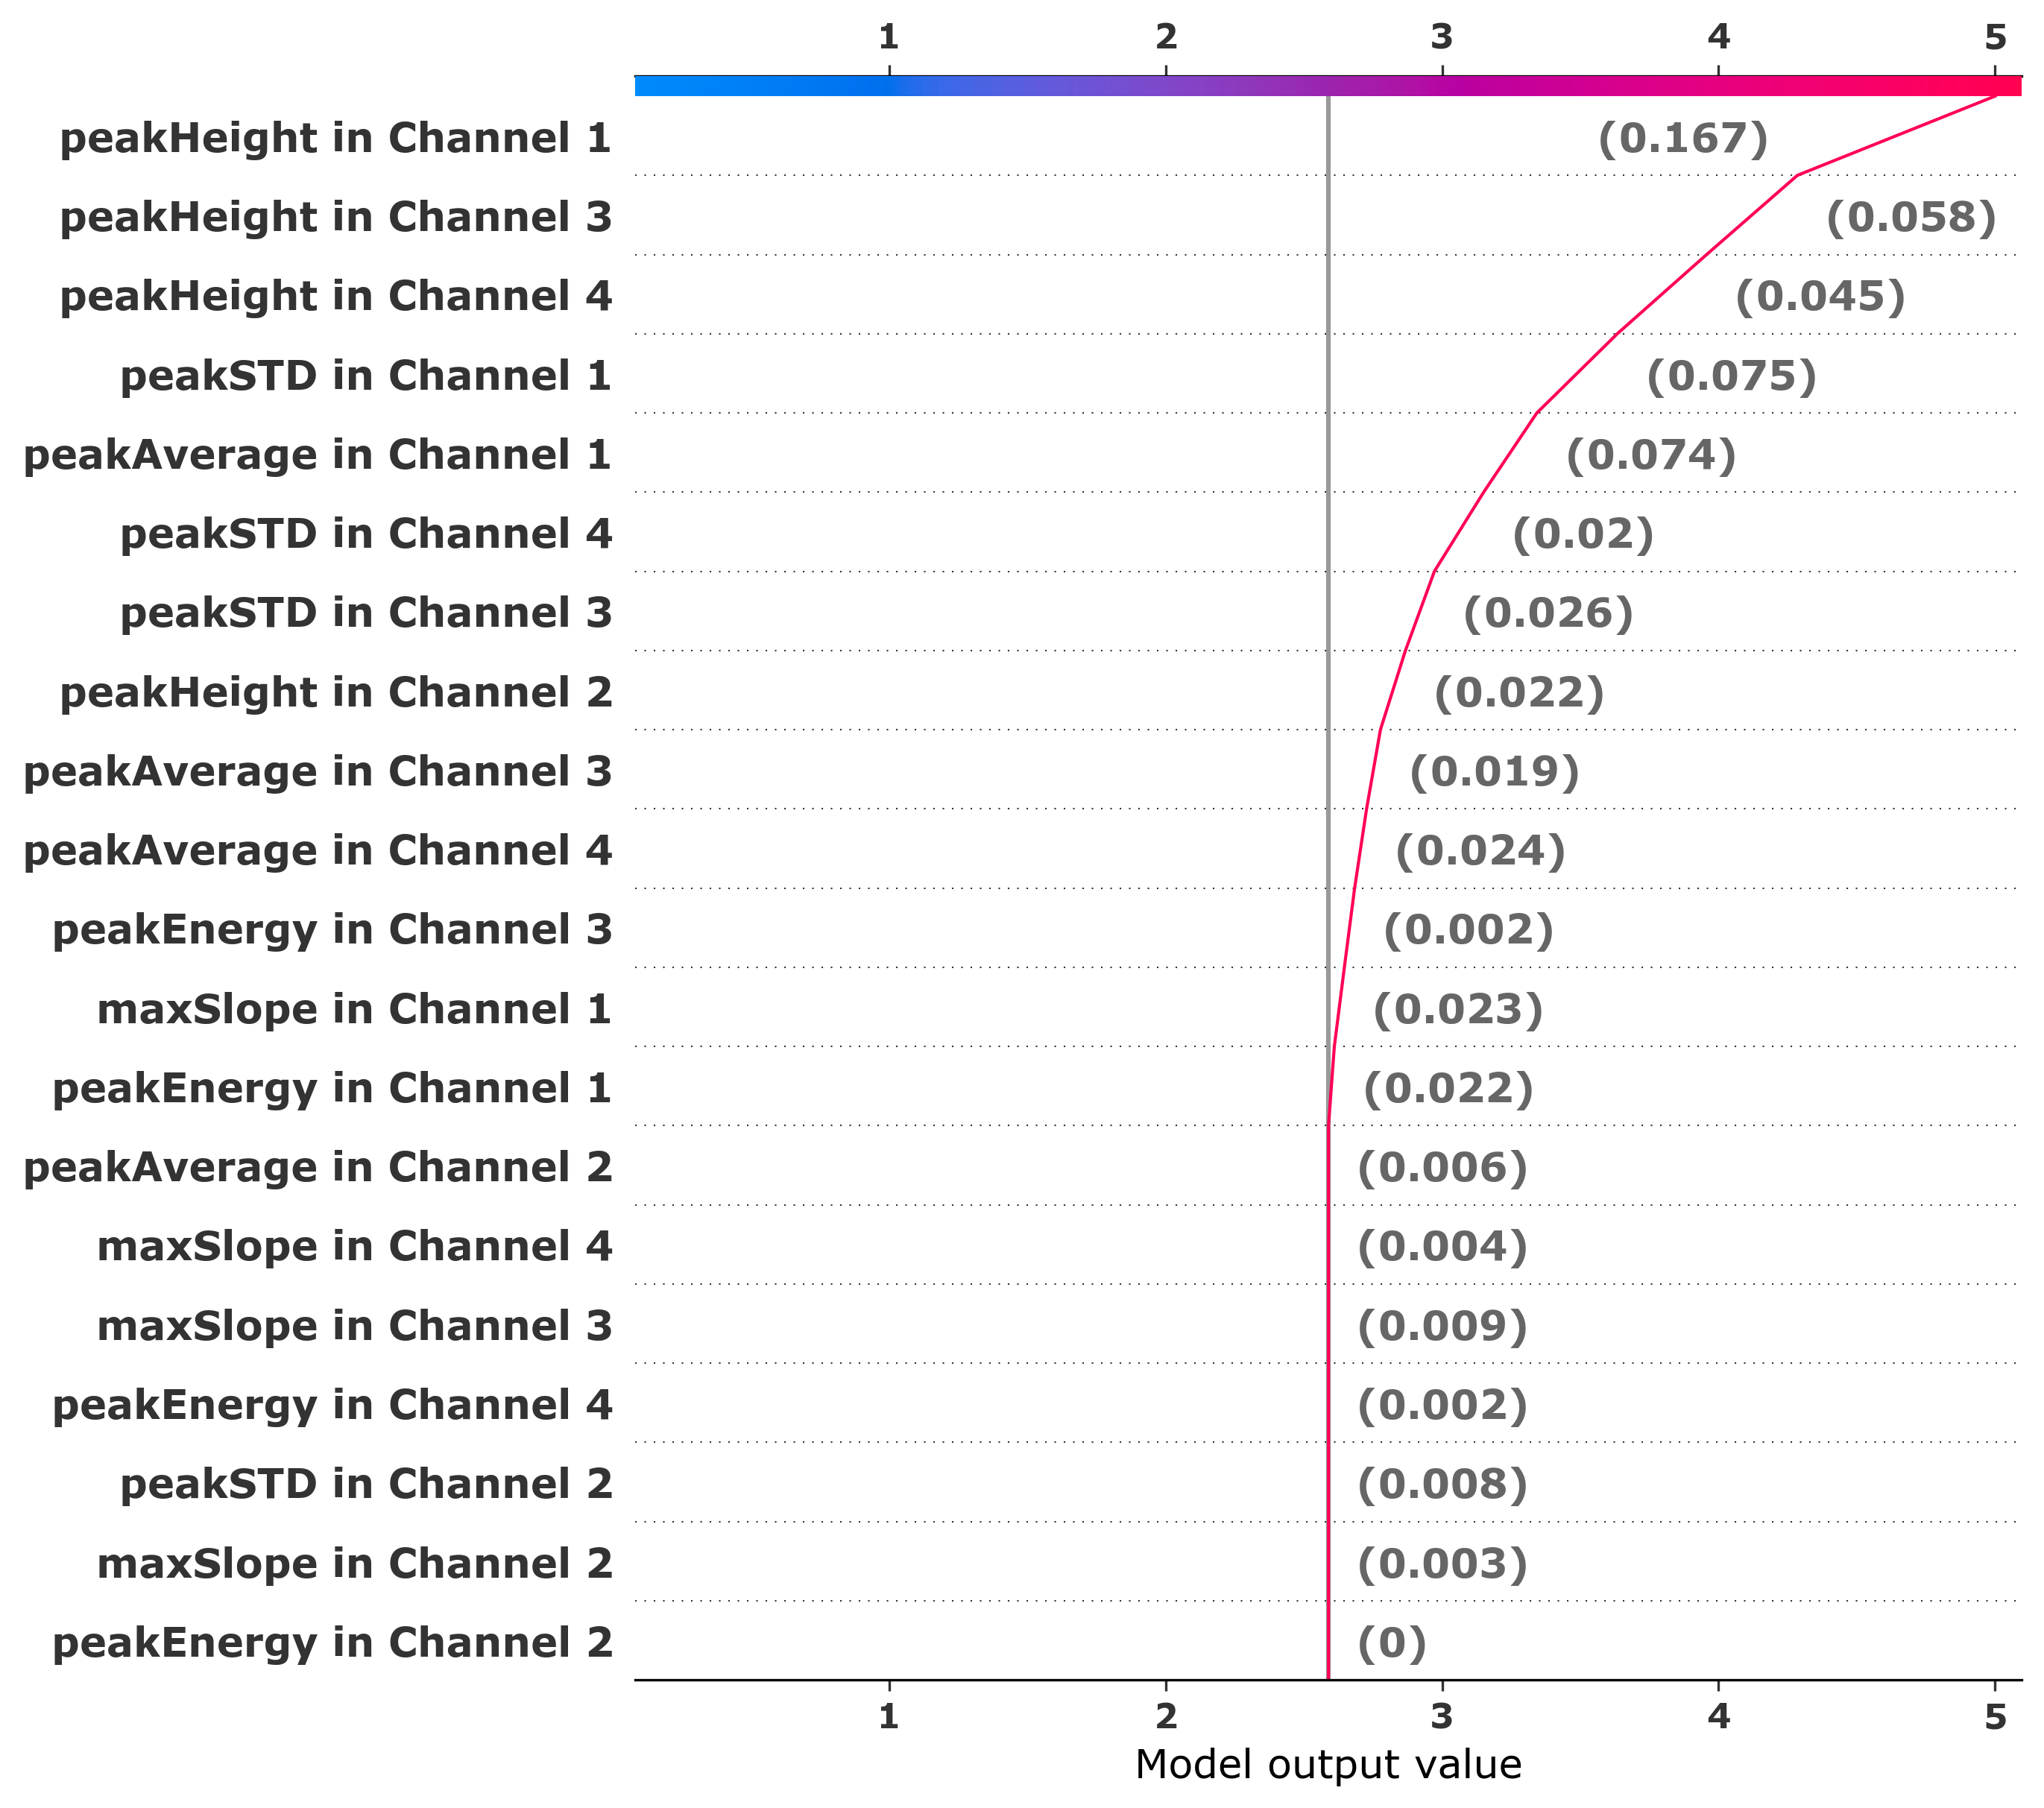 1 2 3 4 5
peakHeight in Channel 1 (0.167)
peakHeight in Channel 3 (0.058)
peakHeight in Channel 4 (0.045)
peakSTD in Channel 1 (0.075)
peakAverage in Channel 1 (0.074)
peakSTD in Channel 4 (0.02)
peakSTD in Channel 3 (0.026)
peakHeight in Channel 2 (0.022)
peakAverage in Channel 3 (0.019)
peakAverage in Channel 4 (0.024)
peakEnergy in Channel 3 (0.002)
maxSlope in Channel 1 (0.023)
peakEnergy in Channel 1 (0.022)
peakAverage in Channel 2 (0.006)
maxSlope in Channel 4 (0.004)
maxSlope in Channel 3 (0.009)
peakEnergy in Channel 4 (0.002)
peakSTD in Channel 2 (0.008)
maxSlope in Channel 2 (0.003)
peakEnergy in Channel 2 (0)
1 2 3 4 5
Model output value